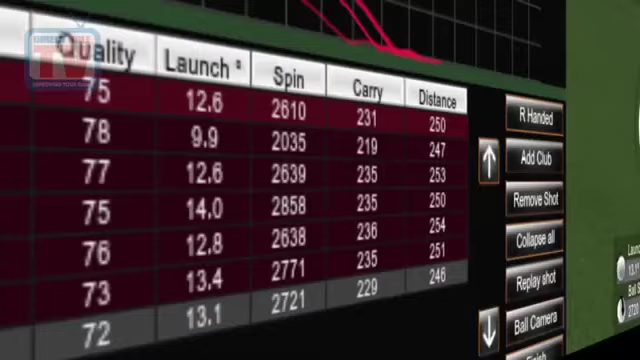 Quality Launch ° Spin Carry Distance
75 12.6 2610 231 250
78 9.9 2035 219 247
77 12.6 2639 235 253
75 14.0 2858 235 250
76 12.8 2638 236 254
73 13.4 2771 235 251
72 13.1 2721 229 246
R Handed
Add Club
Remove Shot
Collapse all
Replay shot
Ball Camera
Finish
TV